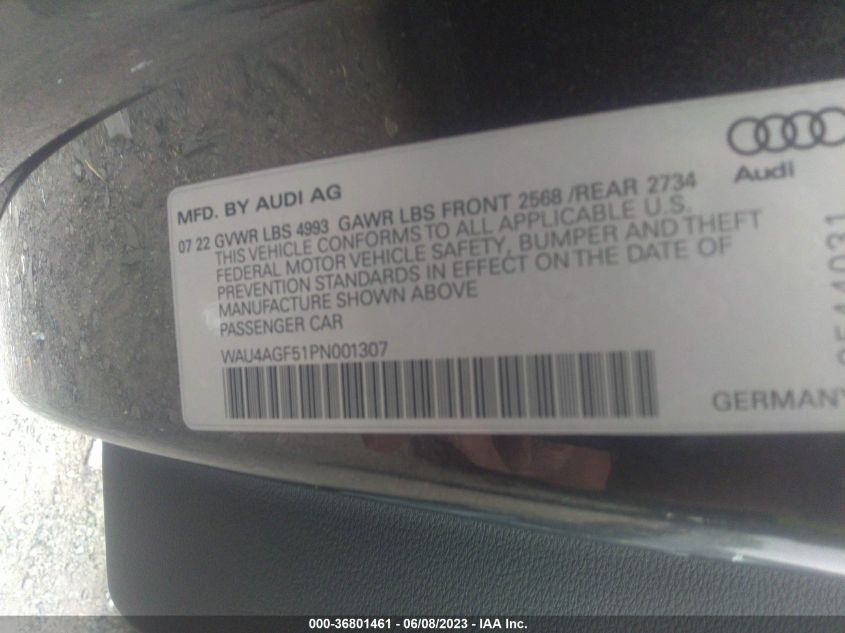 Audi
MFD. BY AUDI AG
07 22 GVWR LBS 4993 GAWR LBS FRONT 2568 /REAR 2734
THIS VEHICLE CONFORMS TO ALL APPLICABLE U.S.
FEDERAL MOTOR VEHICLE SAFETY, BUMPER AND THEFT
PREVENTION STANDARDS IN EFFECT ON THE DATE OF
MANUFACTURE SHOWN ABOVE
PASSENGER CAR
WAU4AGF51PN001307
GERMANY
000-36801461 - 06/08/2023 - IAA Inc.